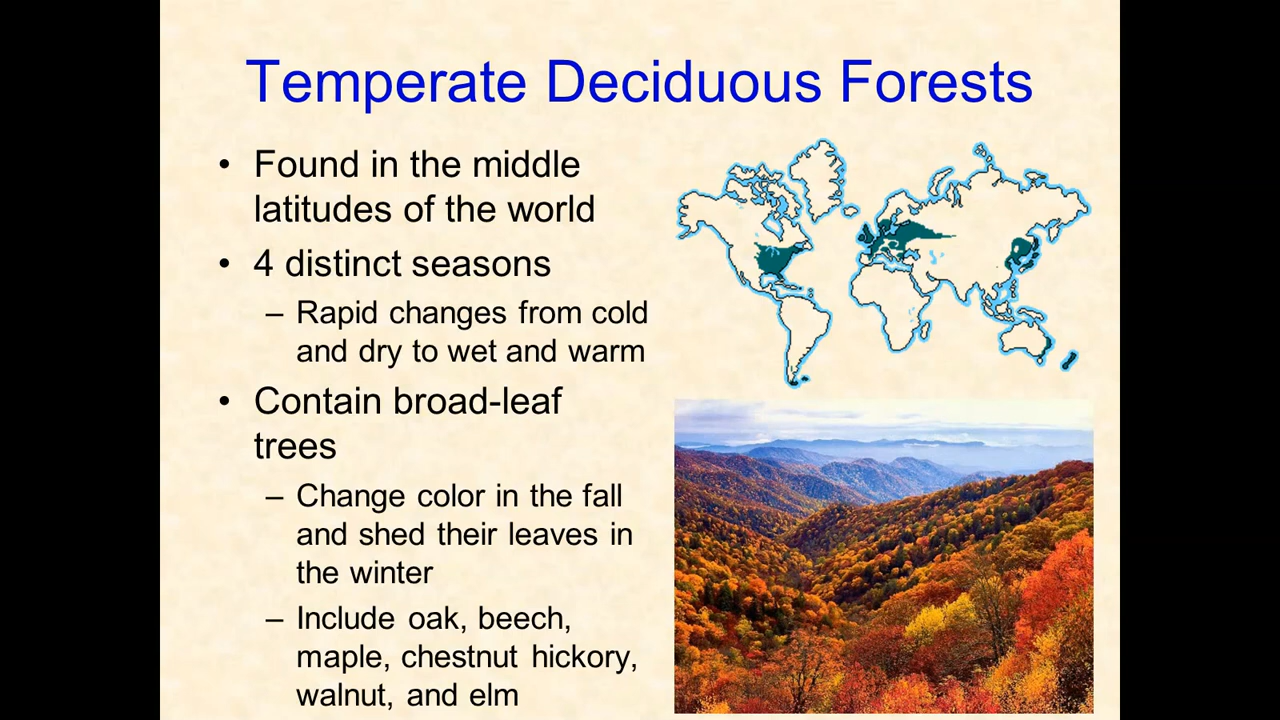 Temperate Deciduous Forests
• Found in the middle
latitudes of the world
• 4 distinct seasons
– Rapid changes from cold
and dry to wet and warm
• Contain broad-leaf
trees
– Change color in the fall
and shed their leaves in
the winter
– Include oak, beech,
maple, chestnut hickory,
walnut, and elm